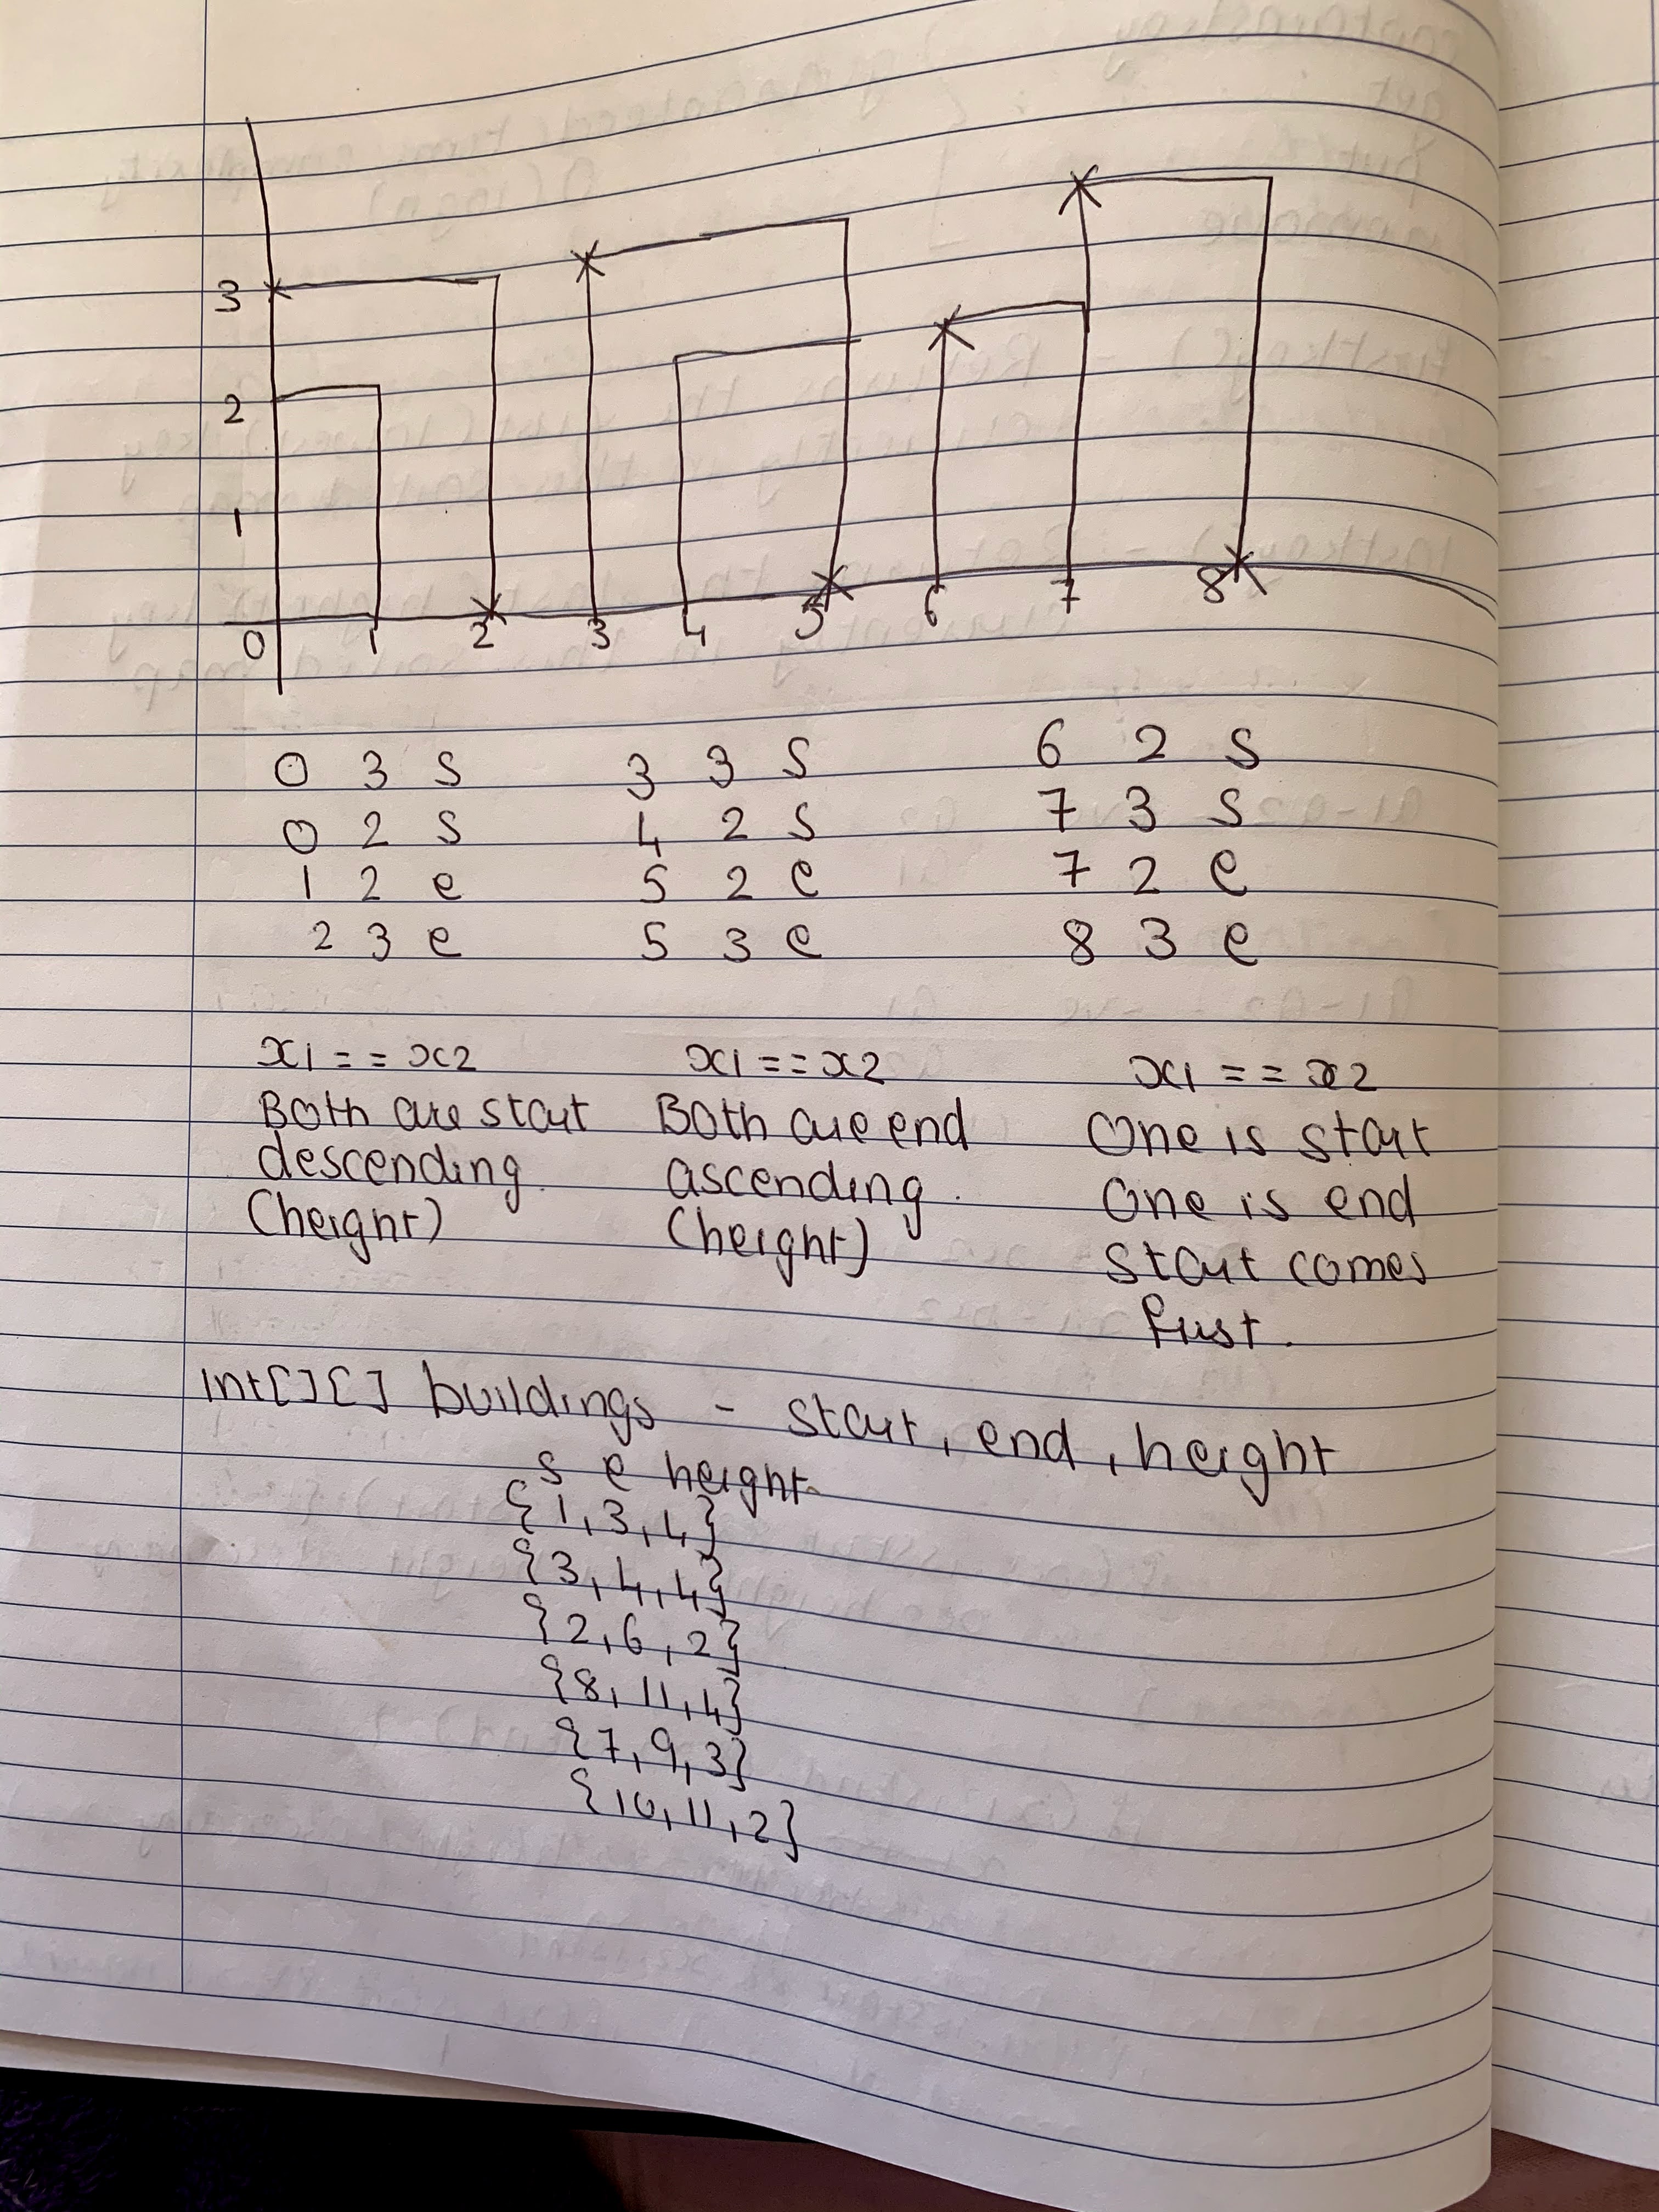 3
2
1
0 1 2 3 4 5 6 7 8
0 3 s 3 3 s 6 2 s
0 2 s 4 2 s 7 3 s
1 2 e 5 2 e 7 2 e
2 3 e 5 3 e 8 3 e
x1 == x2
Both are start
descending.
(height)
x1 == x2
Both are end
ascending.
(height)
x1 == x2
One is start
One is end
start comes
first.
int[][] buildings - start, end, height
s e height
{1,3,4}
{3,4,4}
{2,6,2}
{8,11,4}
{7,9,3}
{10,11,2}